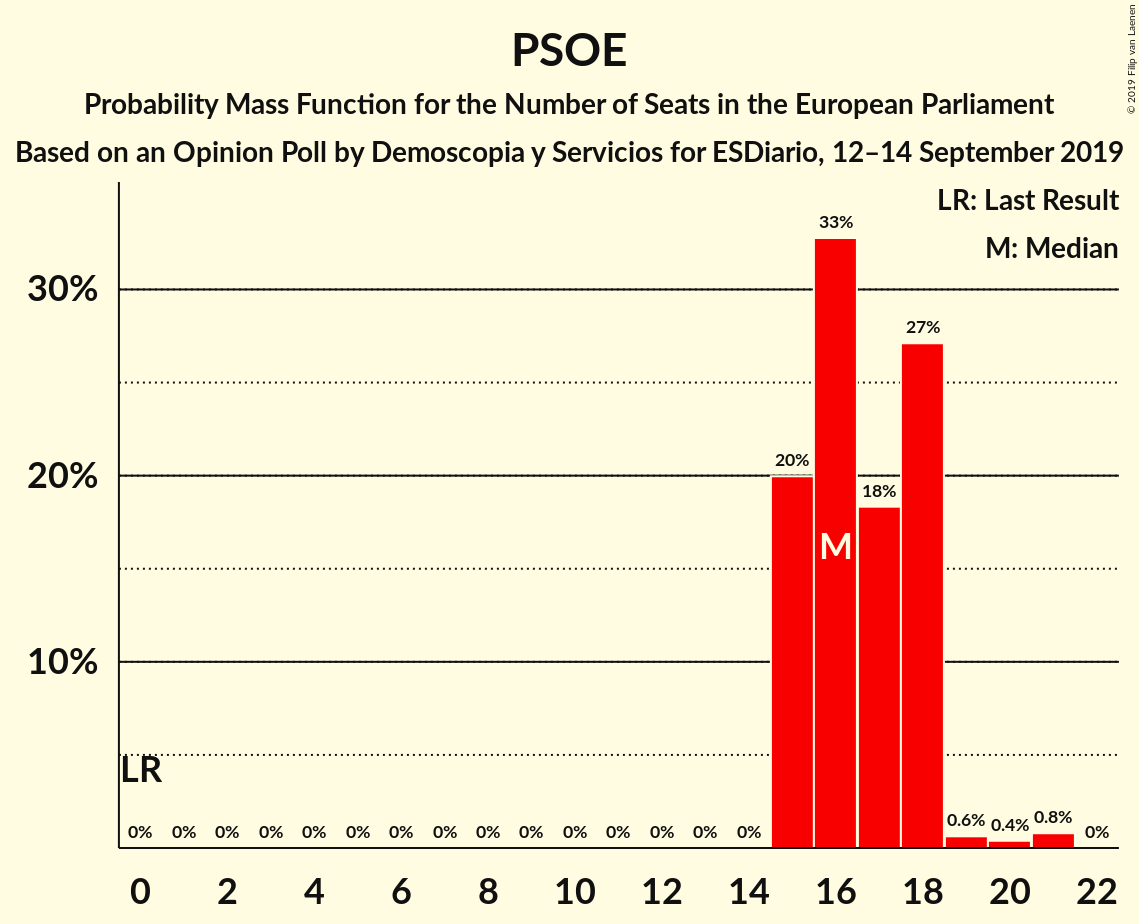 PSOE
Probability Mass Function for the Number of Seats in the European Parliament
Based on an Opinion Poll by Demoscopia y Servicios for ESDiario, 12–14 September 2019
© 2019 Filip van Laenen
LR: Last Result
M: Median
30%
20%
10%
33%
27%
20%
18%
M
LR
0% 0% 0% 0% 0% 0% 0% 0% 0% 0% 0% 0% 0% 0% 0% 0.6% 0.4% 0.8% 0%
0 2 4 6 8 10 12 14 16 18 20 22